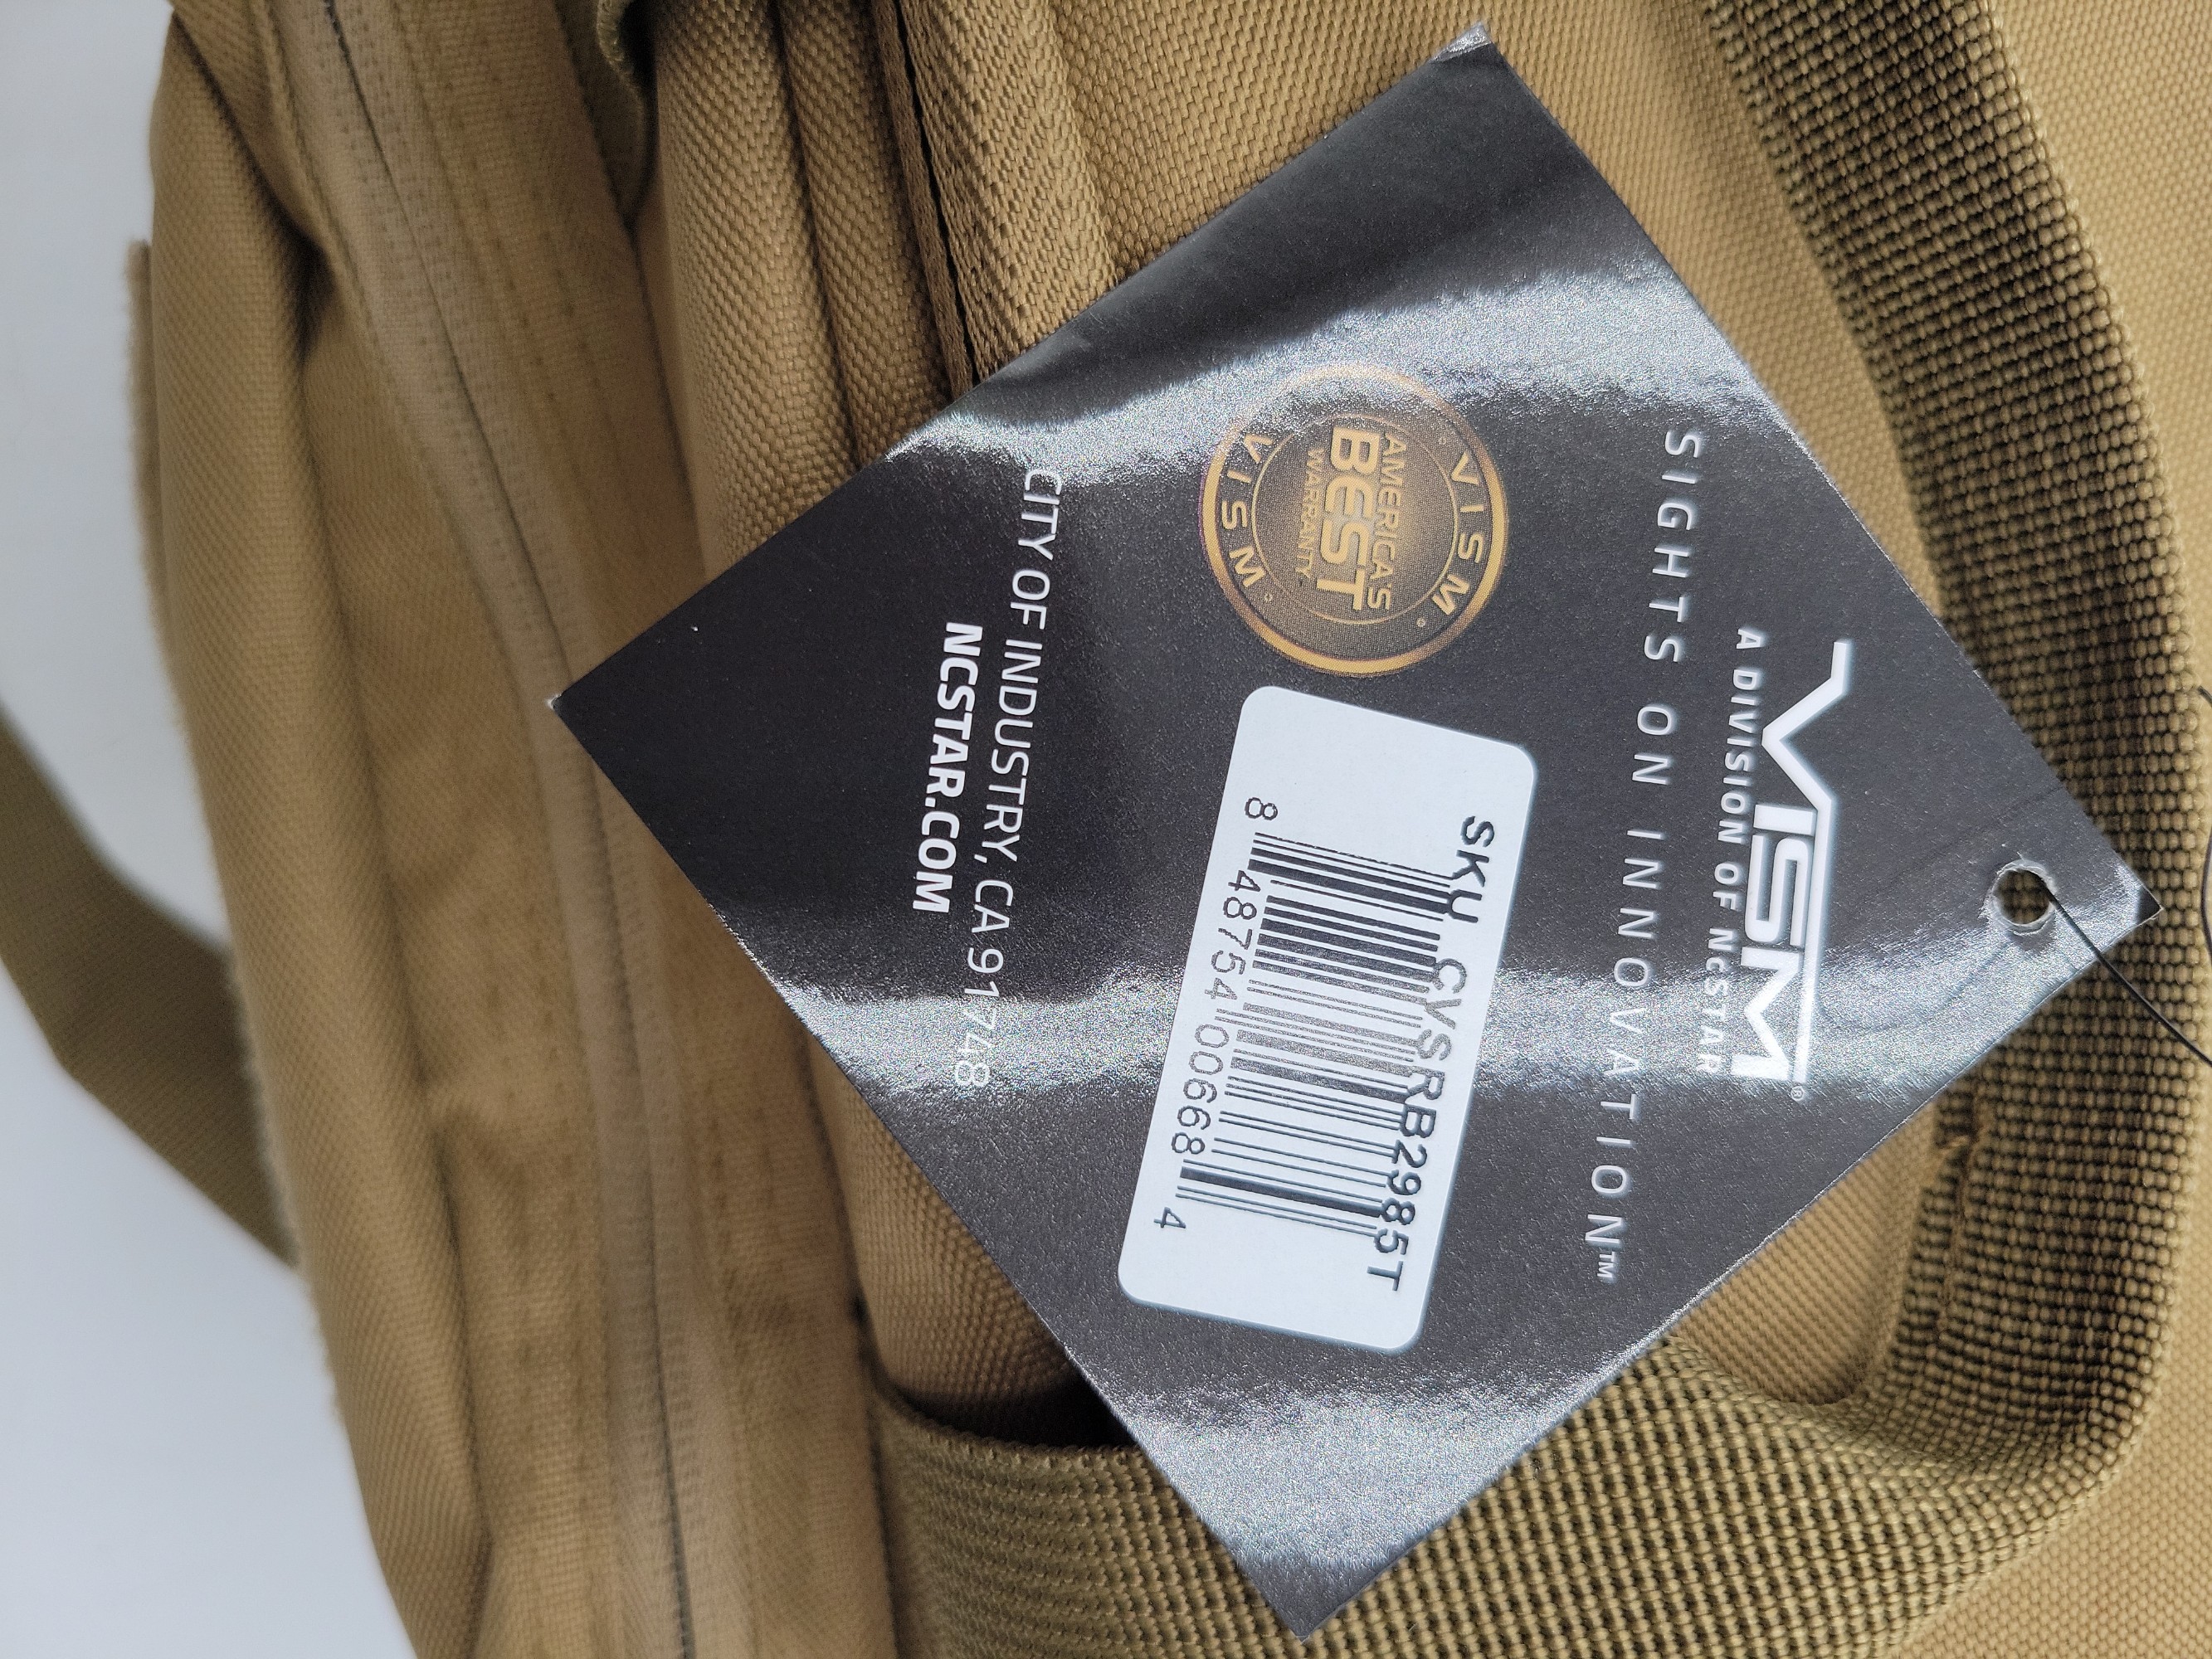 VISM®
A DIVISION OF NCSTAR
SIGHTS ON INNOVATION™
VISM
AMERICA'S
BEST
WARRANTY
VISM
SKU CVSRB2985T
8 48754 00668 4
CITY OF INDUSTRY, CA 91748
NCSTAR.COM